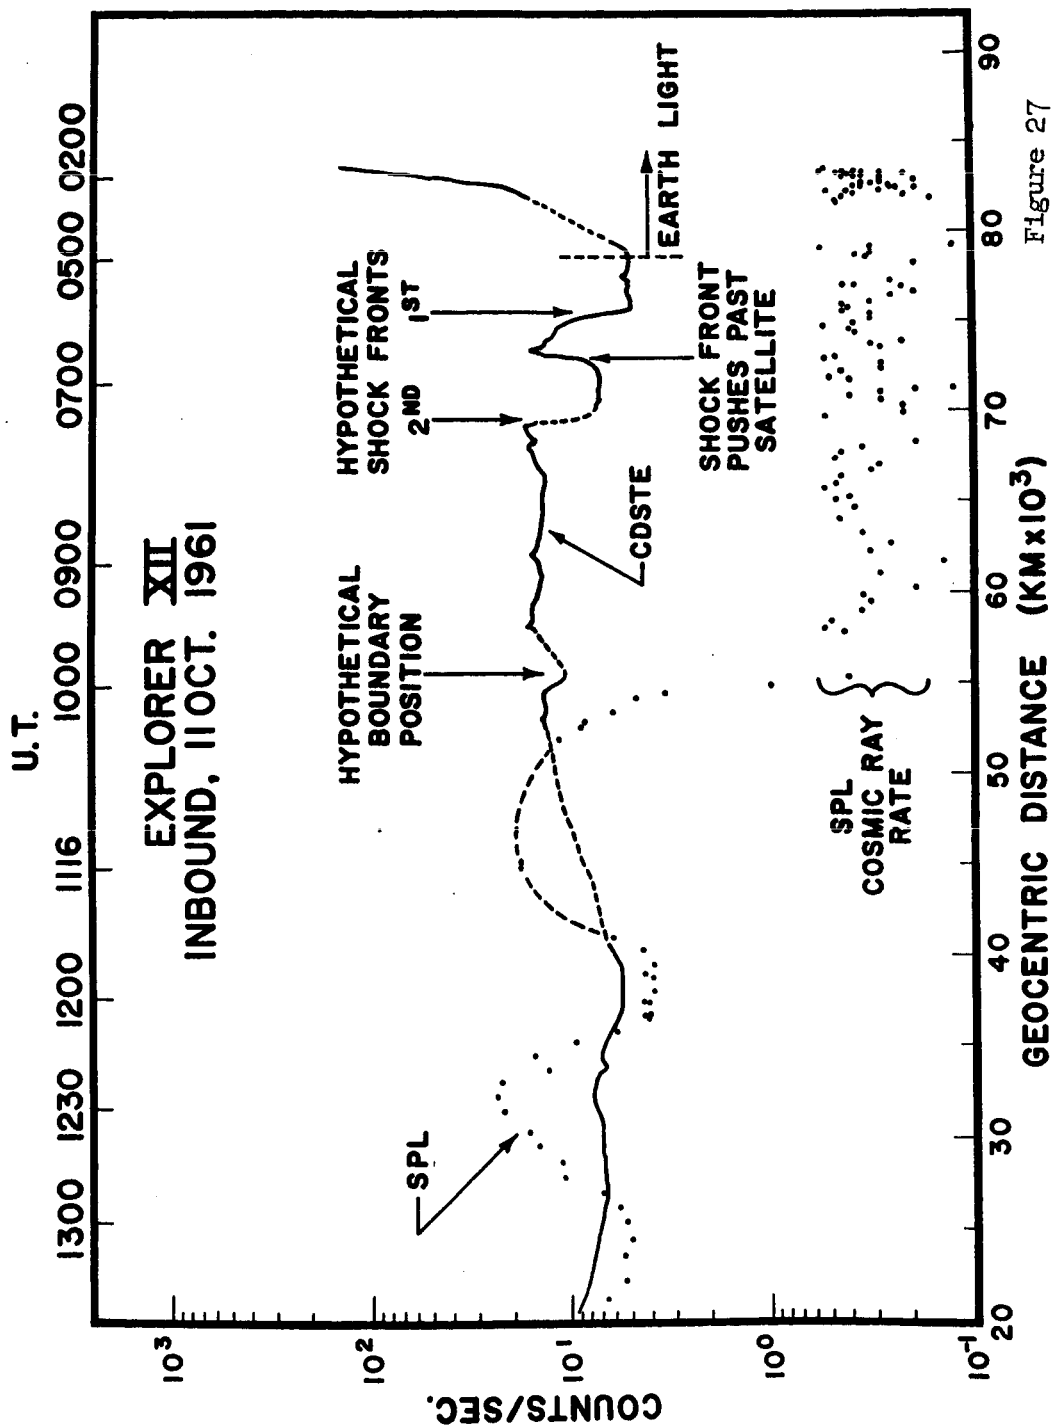 U.T.
1300 1230 1200 1116 1000 0900 0700 0500 0200
EXPLORER XII
INBOUND, 11 OCT. 1961
HYPOTHETICAL
BOUNDARY
POSITION
HYPOTHETICAL
SHOCK FRONTS
2ND 1ST
SPL
CDSTE
SHOCK FRONT
PUSHES PAST
SATELLITE
EARTH LIGHT
SPL
COSMIC RAY
RATE
COUNTS/SEC.
10³
10²
10¹
10⁰
10⁻¹
20 30 40 50 60 70 80 90
GEOCENTRIC DISTANCE (KM×10³)
Figure 27